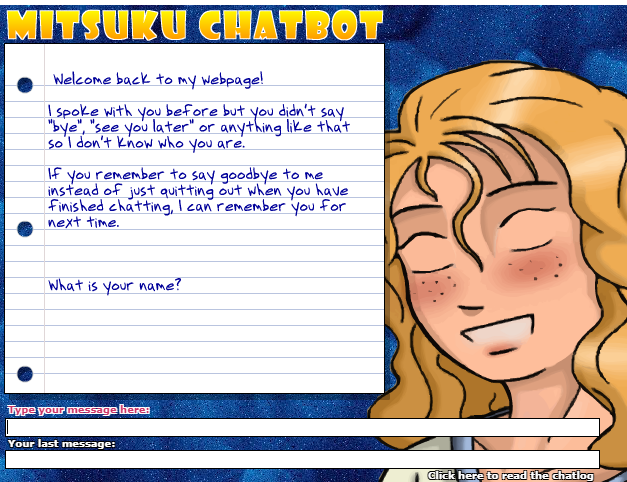 MITSUKU CHATBOT
Welcome back to my webpage!
I spoke with you before but you didn't say
"bye", "see you later" or anything like that
so I don't know who you are.
If you remember to say goodbye to me
instead of just quitting out when you have
finished chatting, I can remember you for
next time.
What is your name?
Type your message here:
Your last message:
Click here to read the chatlog